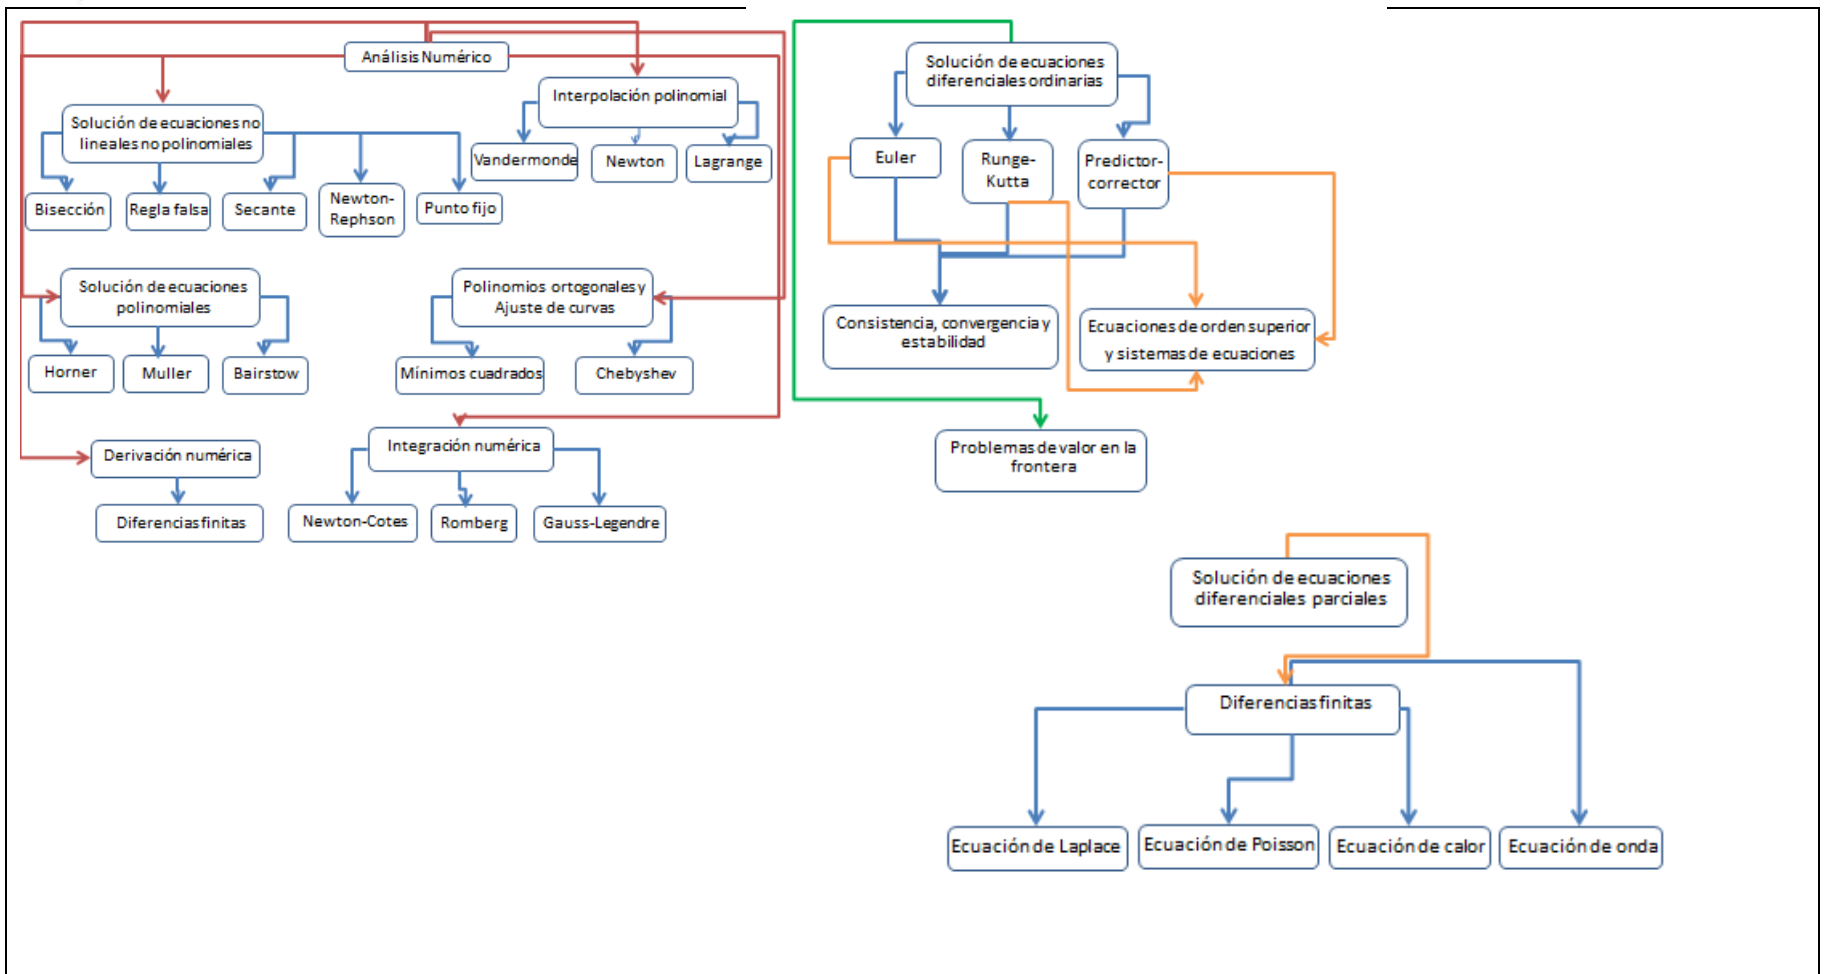 Análisis Numérico
Solución de ecuaciones no
lineales no polinomiales
Bisección
Regla falsa
Secante
Newton-
Rephson
Punto fijo
Interpolación polinomial
Vandermonde
Newton
Lagrange
Solución de ecuaciones
polinomiales
Horner
Muller
Bairstow
Polinomios ortogonales y
Ajuste de curvas
Mínimos cuadrados
Chebyshev
Derivación numérica
Diferencias finitas
Integración numérica
Newton-Cotes
Romberg
Gauss-Legendre
Solución de ecuaciones
diferenciales ordinarias
Euler
Runge-
Kutta
Predictor-
corrector
Consistencia, convergencia y
estabilidad
Ecuaciones de orden superior
y sistemas de ecuaciones
Problemas de valor en la
frontera
Solución de ecuaciones
diferenciales parciales
Diferencias finitas
Ecuación de Laplace
Ecuación de Poisson
Ecuación de calor
Ecuación de onda